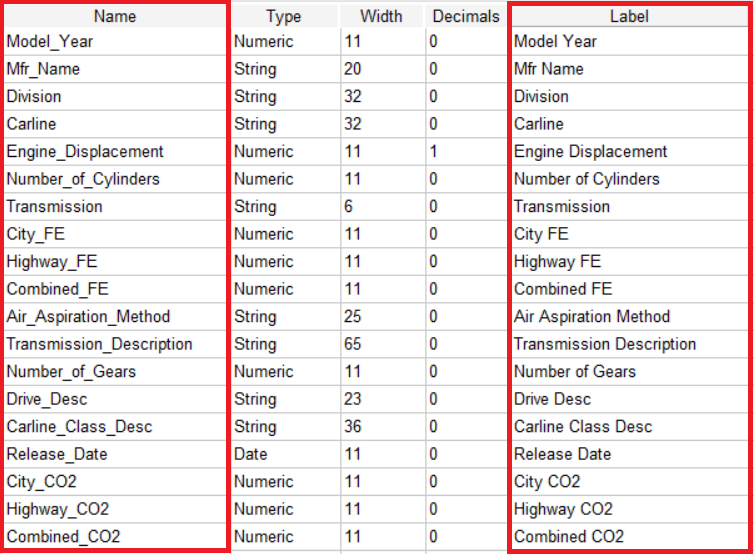 Name Type Width Decimals Label
Model_Year Numeric 11 0 Model Year
Mfr_Name String 20 0 Mfr Name
Division String 32 0 Division
Carline String 32 0 Carline
Engine_Displacement Numeric 11 1 Engine Displacement
Number_of_Cylinders Numeric 11 0 Number of Cylinders
Transmission String 6 0 Transmission
City_FE Numeric 11 0 City FE
Highway_FE Numeric 11 0 Highway FE
Combined_FE Numeric 11 0 Combined FE
Air_Aspiration_Method String 25 0 Air Aspiration Method
Transmission_Description String 65 0 Transmission Description
Number_of_Gears Numeric 11 0 Number of Gears
Drive_Desc String 23 0 Drive Desc
Carline_Class_Desc String 36 0 Carline Class Desc
Release_Date Date 11 0 Release Date
City_CO2 Numeric 11 0 City CO2
Highway_CO2 Numeric 11 0 Highway CO2
Combined_CO2 Numeric 11 0 Combined CO2